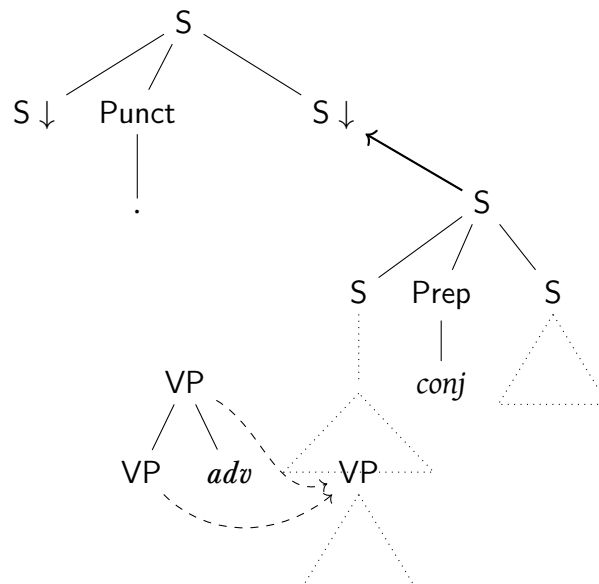 S
S ↓ Punct S ↓
.
S
S Prep S
VP conj
VP adv VP